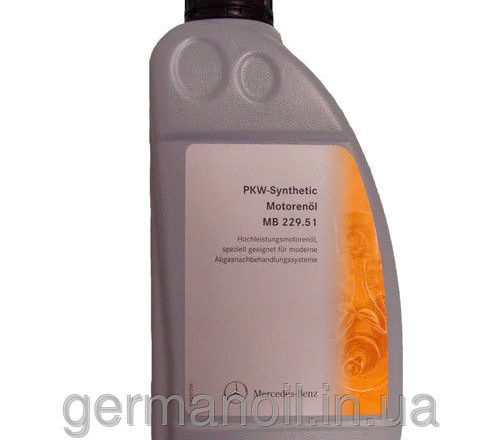 PKW-Synthetic
Motorenöl
MB 229.51
Hochleistungsmotorenöl,
speziell geeignet für moderne
Abgasnachbehandlungssysteme
Mercedes-Benz
germanoil.in.ua